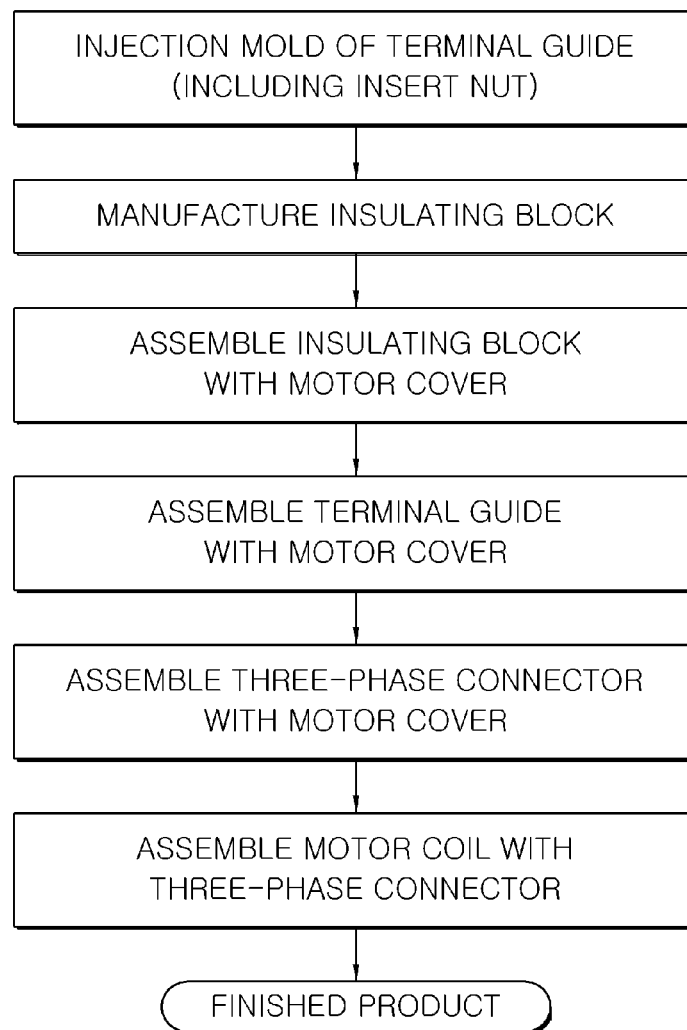 INJECTION MOLD OF TERMINAL GUIDE
(INCLUDING INSERT NUT)
MANUFACTURE INSULATING BLOCK
ASSEMBLE INSULATING BLOCK
WITH MOTOR COVER
ASSEMBLE TERMINAL GUIDE
WITH MOTOR COVER
ASSEMBLE THREE-PHASE CONNECTOR
WITH MOTOR COVER
ASSEMBLE MOTOR COIL WITH
THREE-PHASE CONNECTOR
FINISHED PRODUCT